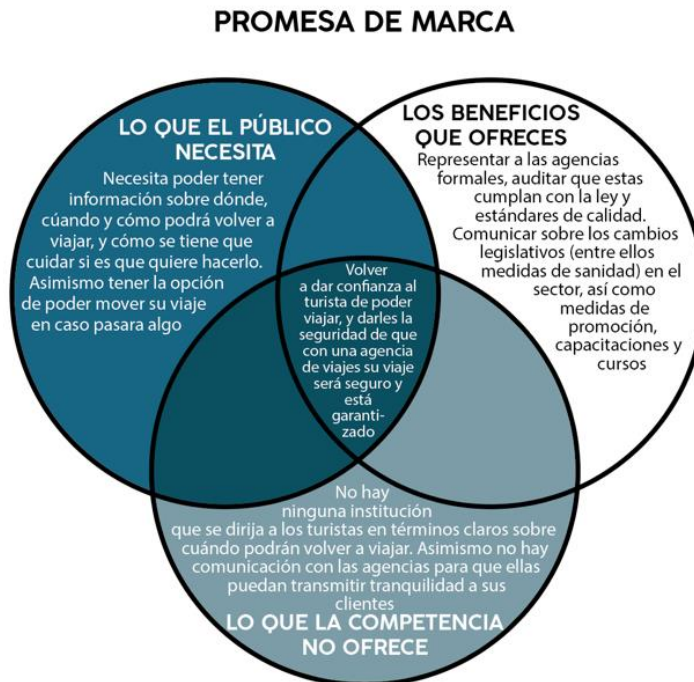 PROMESA DE MARCA
LO QUE EL PÚBLICO
NECESITA
Necesita poder tener
información sobre dónde,
cúando y cómo podrá volver a
viajar, y cómo se tiene que
cuidar si es que quiere hacerlo.
Asimismo tener la opción
de poder mover su viaje
en caso pasara algo
LOS BENEFICIOS
QUE OFRECES
Representar a las agencias
formales, auditar que estas
cumplan con la ley y
estándares de calidad.
Comunicar sobre los cambios
legislativos (entre ellos
medidas de sanidad) en el
sector, así como
medidas de
promoción,
capacitaciones y
cursos
Volver
a dar confianza al
turista de poder
viajar, y darles la
seguridad de que
con una agencia
de viajes su viaje
será seguro y
está
garanti-
zado
No hay
ninguna institución
que se dirija a los turistas en términos claros sobre
cuándo podrán volver a viajar. Asimismo no hay
comunicación con las agencias para que ellas
puedan transmitir tranquilidad a sus
clientes
LO QUE LA COMPETENCIA
NO OFRECE